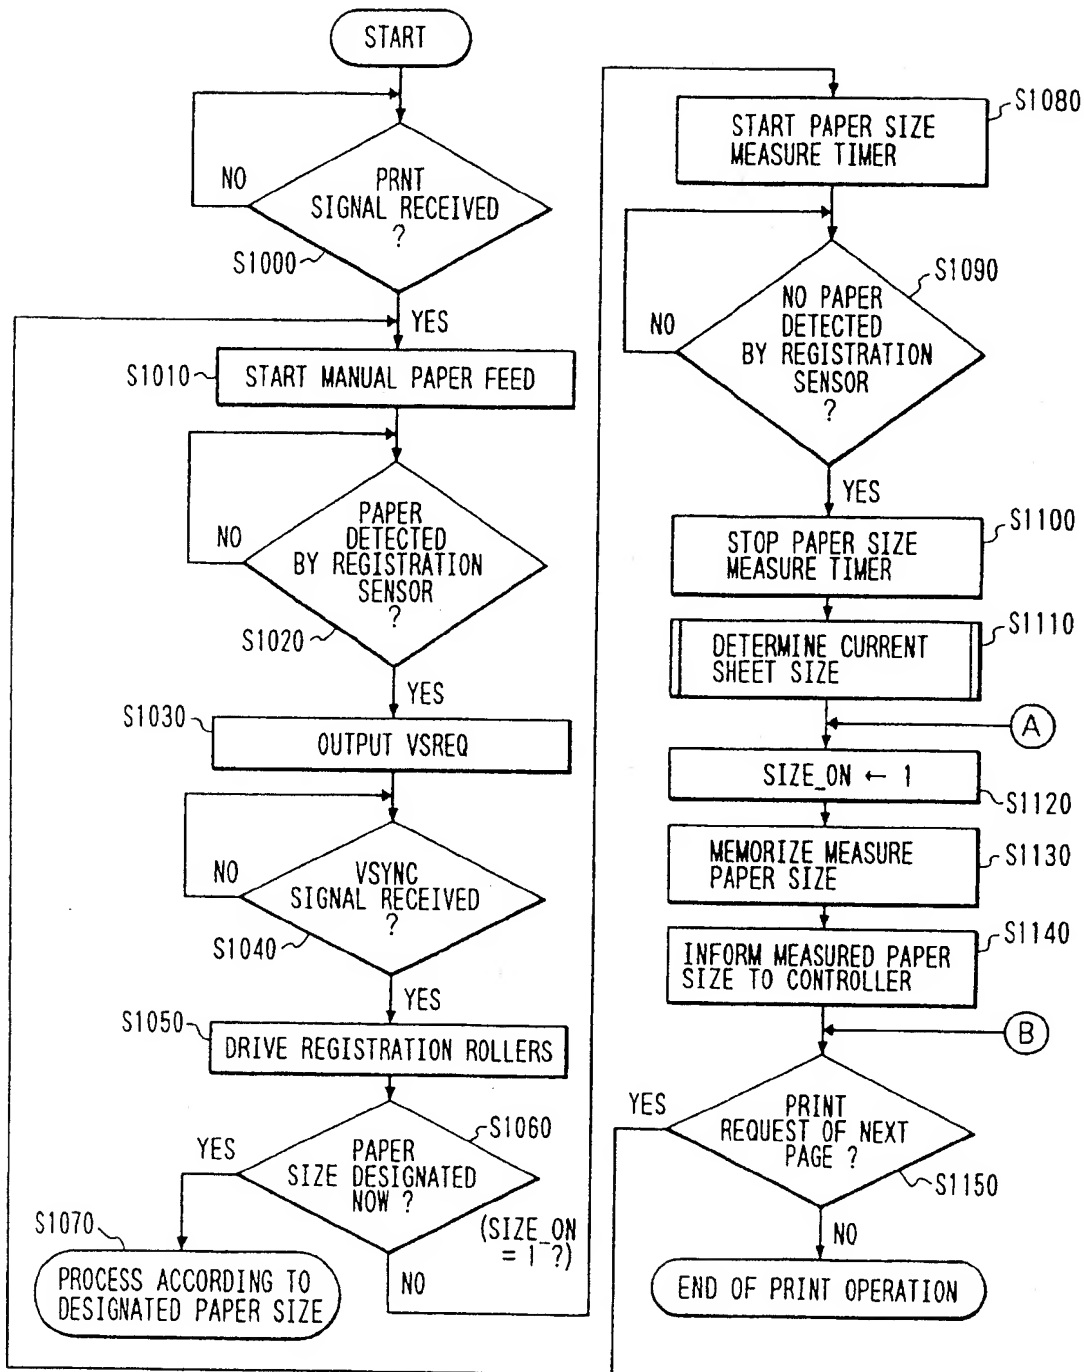 START
PRNT
SIGNAL RECEIVED
?
NO
S1000
YES
S1010
START MANUAL PAPER FEED
PAPER
DETECTED
BY REGISTRATION
SENSOR
?
NO
S1020
YES
S1030
OUTPUT VSREQ
VSYNC
SIGNAL RECEIVED
?
NO
S1040
YES
S1050
DRIVE REGISTRATION ROLLERS
S1060
YES
PAPER
SIZE DESIGNATED
NOW ?
(SIZE_ON
= 1 ?)
NO
S1070
PROCESS ACCORDING TO
DESIGNATED PAPER SIZE
S1080
START PAPER SIZE
MEASURE TIMER
S1090
NO PAPER
DETECTED
BY REGISTRATION
SENSOR
?
NO
YES
S1100
STOP PAPER SIZE
MEASURE TIMER
S1110
DETERMINE CURRENT
SHEET SIZE
A
SIZE_ON ← 1
S1120
MEMORIZE MEASURE
PAPER SIZE
S1130
S1140
INFORM MEASURED PAPER
SIZE TO CONTROLLER
B
YES
PRINT
REQUEST OF NEXT
PAGE ?
S1150
NO
END OF PRINT OPERATION